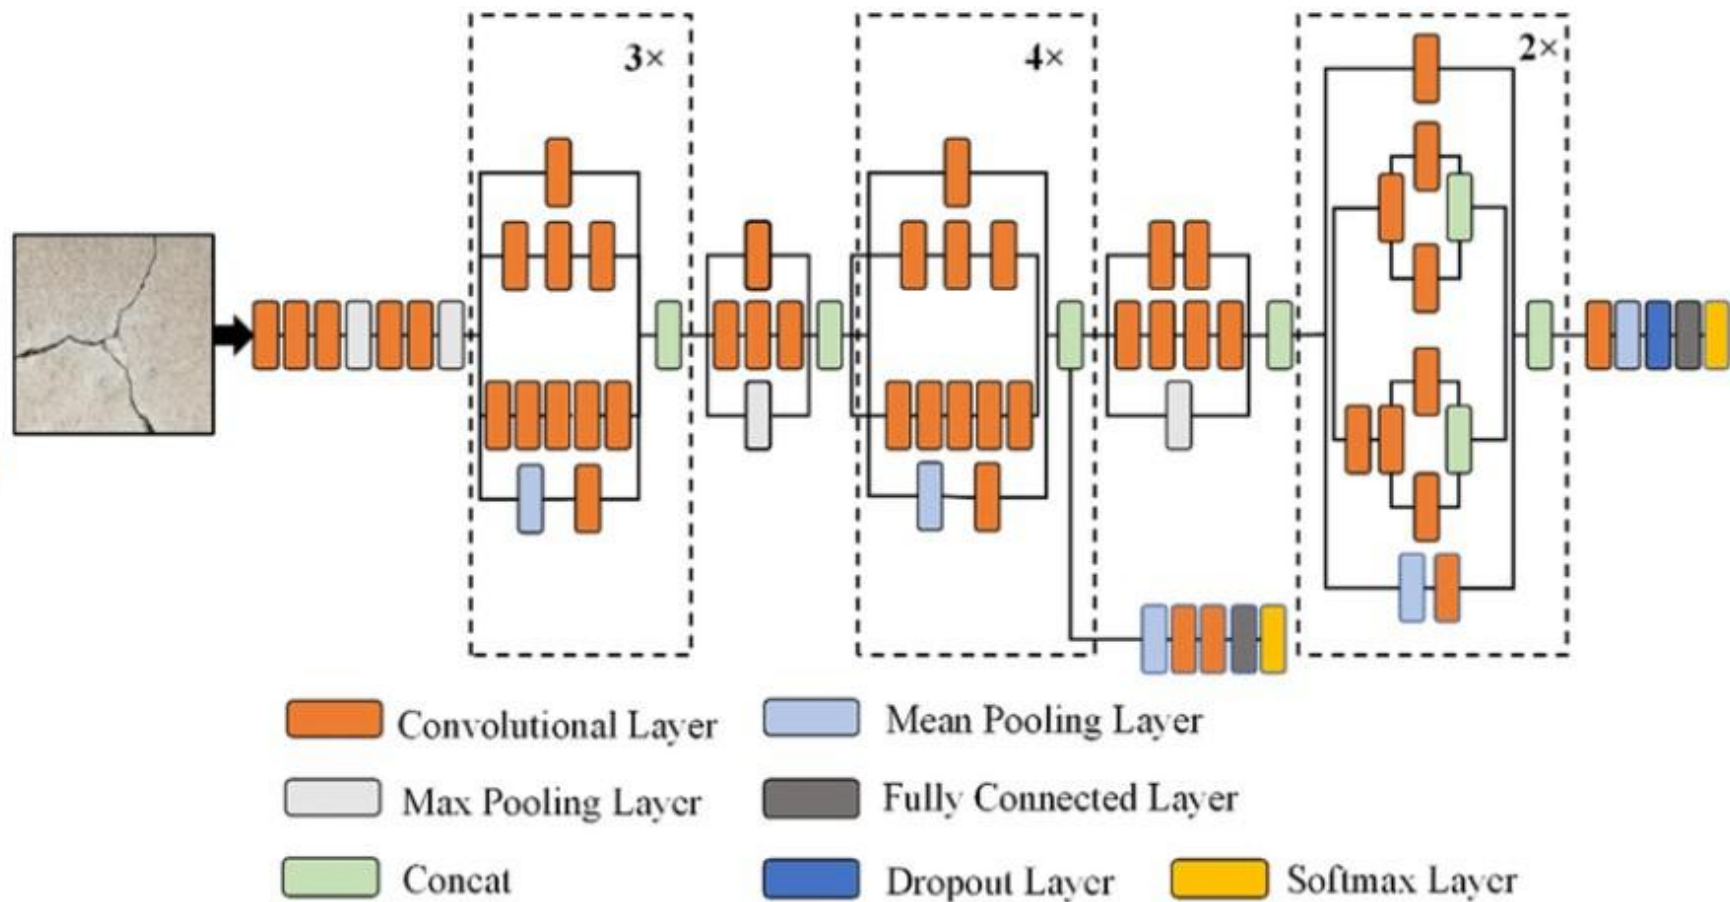 3×
4×
2×
Convolutional Layer
Mean Pooling Layer
Max Pooling Layer
Fully Connected Layer
Concat
Dropout Layer
Softmax Layer